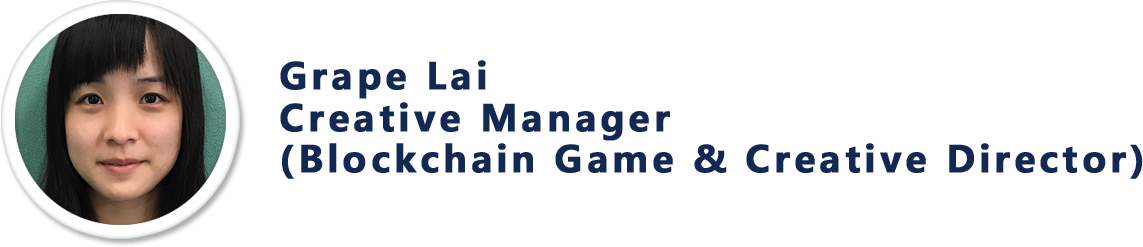 Grape Lai
Creative Manager
(Blockchain Game & Creative Director)